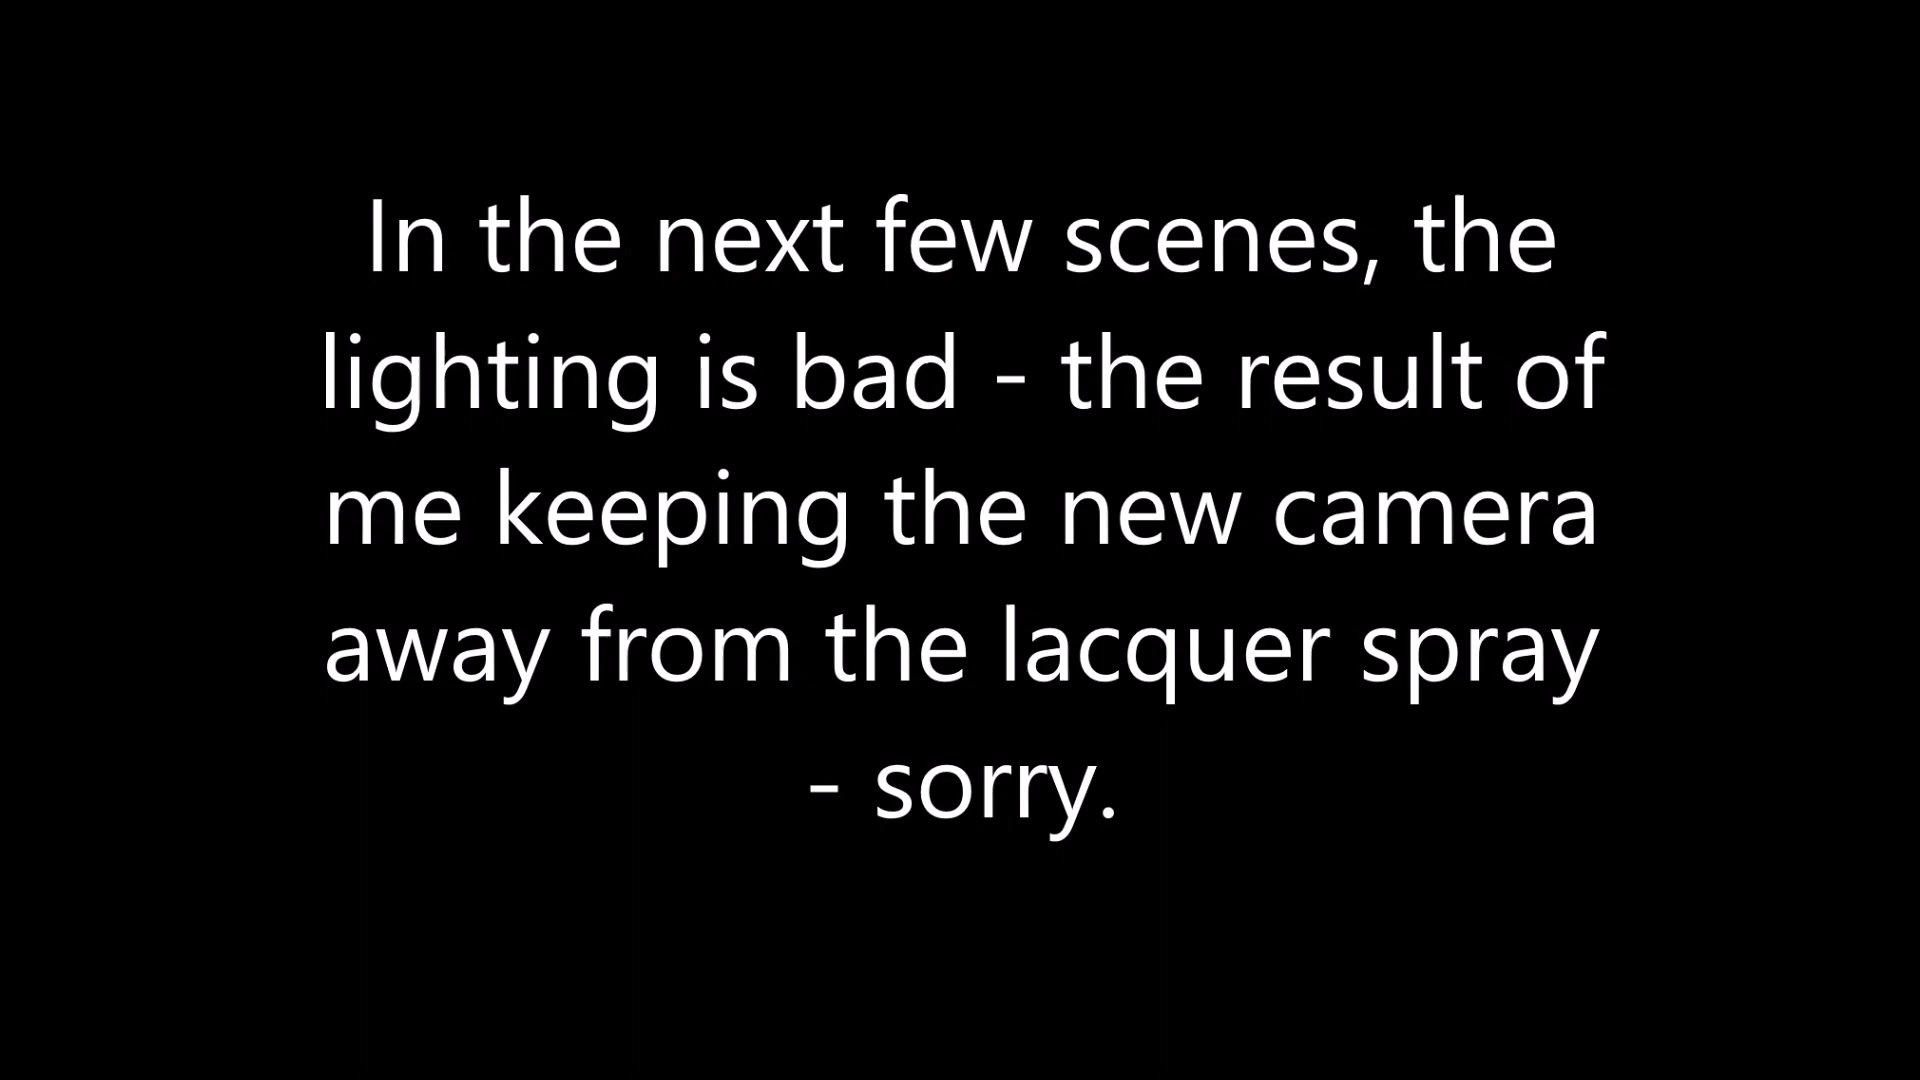 In the next few scenes, the
lighting is bad - the result of
me keeping the new camera
away from the lacquer spray
- sorry.